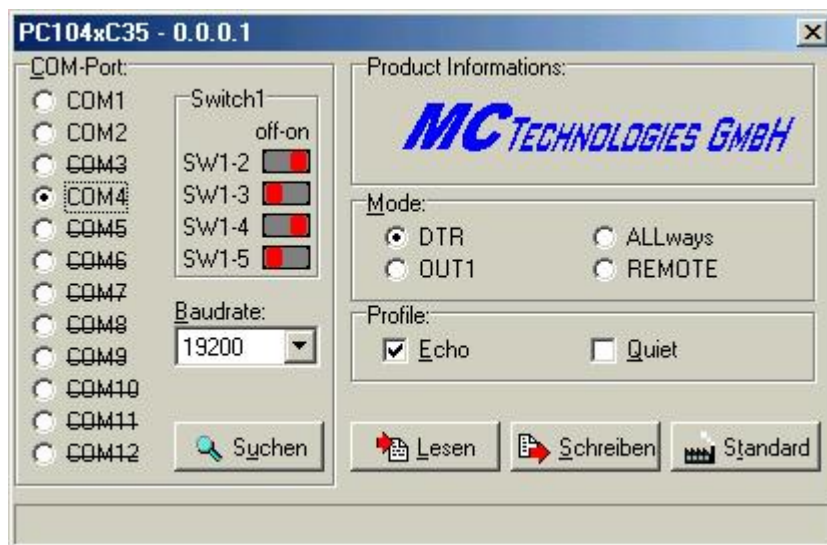 PC104xC35 - 0.0.0.1
COM-Port:
COM1
COM2
COM3
COM4
COM5
COM6
COM7
COM8
COM9
COM10
COM11
COM12
Switch1
off-on
SW1-2
SW1-3
SW1-4
SW1-5
Baudrate:
19200
Suchen
Product Informations:
MC TECHNOLOGIES GMBH
Mode:
DTR
ALLways
OUT1
REMOTE
Profile:
Echo
Quiet
Lesen
Schreiben
Standard